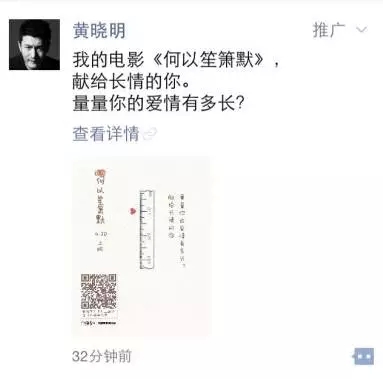 黄晓明
推广
我的电影《何以笙箫默》，
献给长情的你。
量量你的爱情有多长？
查看详情
何以笙箫默
4.30
上映
量量你的爱情有多长？
献给长情的你
32分钟前